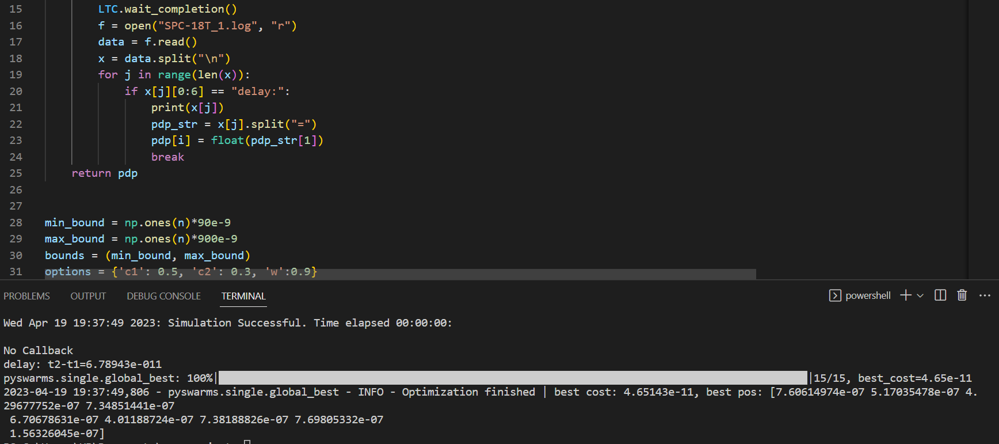 15 LTC.wait_completion()
16 f = open("SPC-18T_1.log", "r")
17 data = f.read()
18 x = data.split("\n")
19 for j in range(len(x)):
20 if x[j][0:6] == "delay:":
21 print(x[j])
22 pdp_str = x[j].split("=")
23 pdp[i] = float(pdp_str[1])
24 break
25 return pdp
26
27
28 min_bound = np.ones(n)*90e-9
29 max_bound = np.ones(n)*900e-9
30 bounds = (min_bound, max_bound)
31 options = {'c1': 0.5, 'c2': 0.3, 'w':0.9}
PROBLEMS OUTPUT DEBUG CONSOLE TERMINAL powershell
Wed Apr 19 19:37:49 2023: Simulation Successful. Time elapsed 00:00:00:
No Callback
delay: t2-t1=6.78943e-011
pyswarms.single.global_best: 100%| |15/15, best_cost=4.65e-11
2023-04-19 19:37:49,806 - pyswarms.single.global_best - INFO - Optimization finished | best cost: 4.65143e-11, best pos: [7.60614974e-07 5.17035478e-07 4.
29677752e-07 7.34851441e-07
6.70678631e-07 4.01188724e-07 7.38188826e-07 7.69805332e-07
1.56326045e-07]